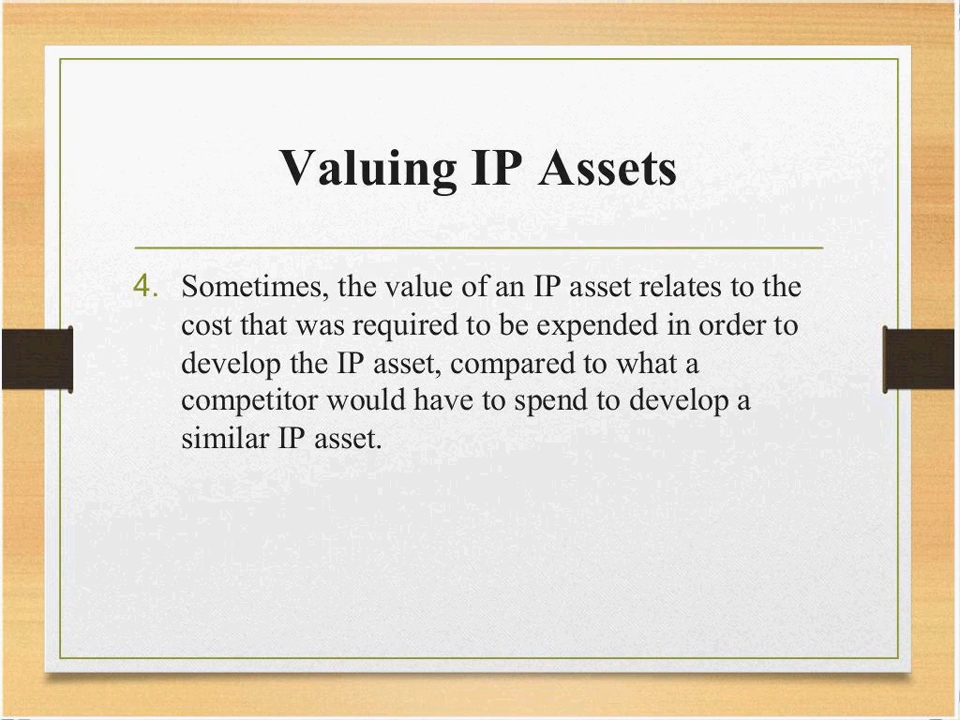 Valuing IP Assets
4. Sometimes, the value of an IP asset relates to the
cost that was required to be expended in order to
develop the IP asset, compared to what a
competitor would have to spend to develop a
similar IP asset.